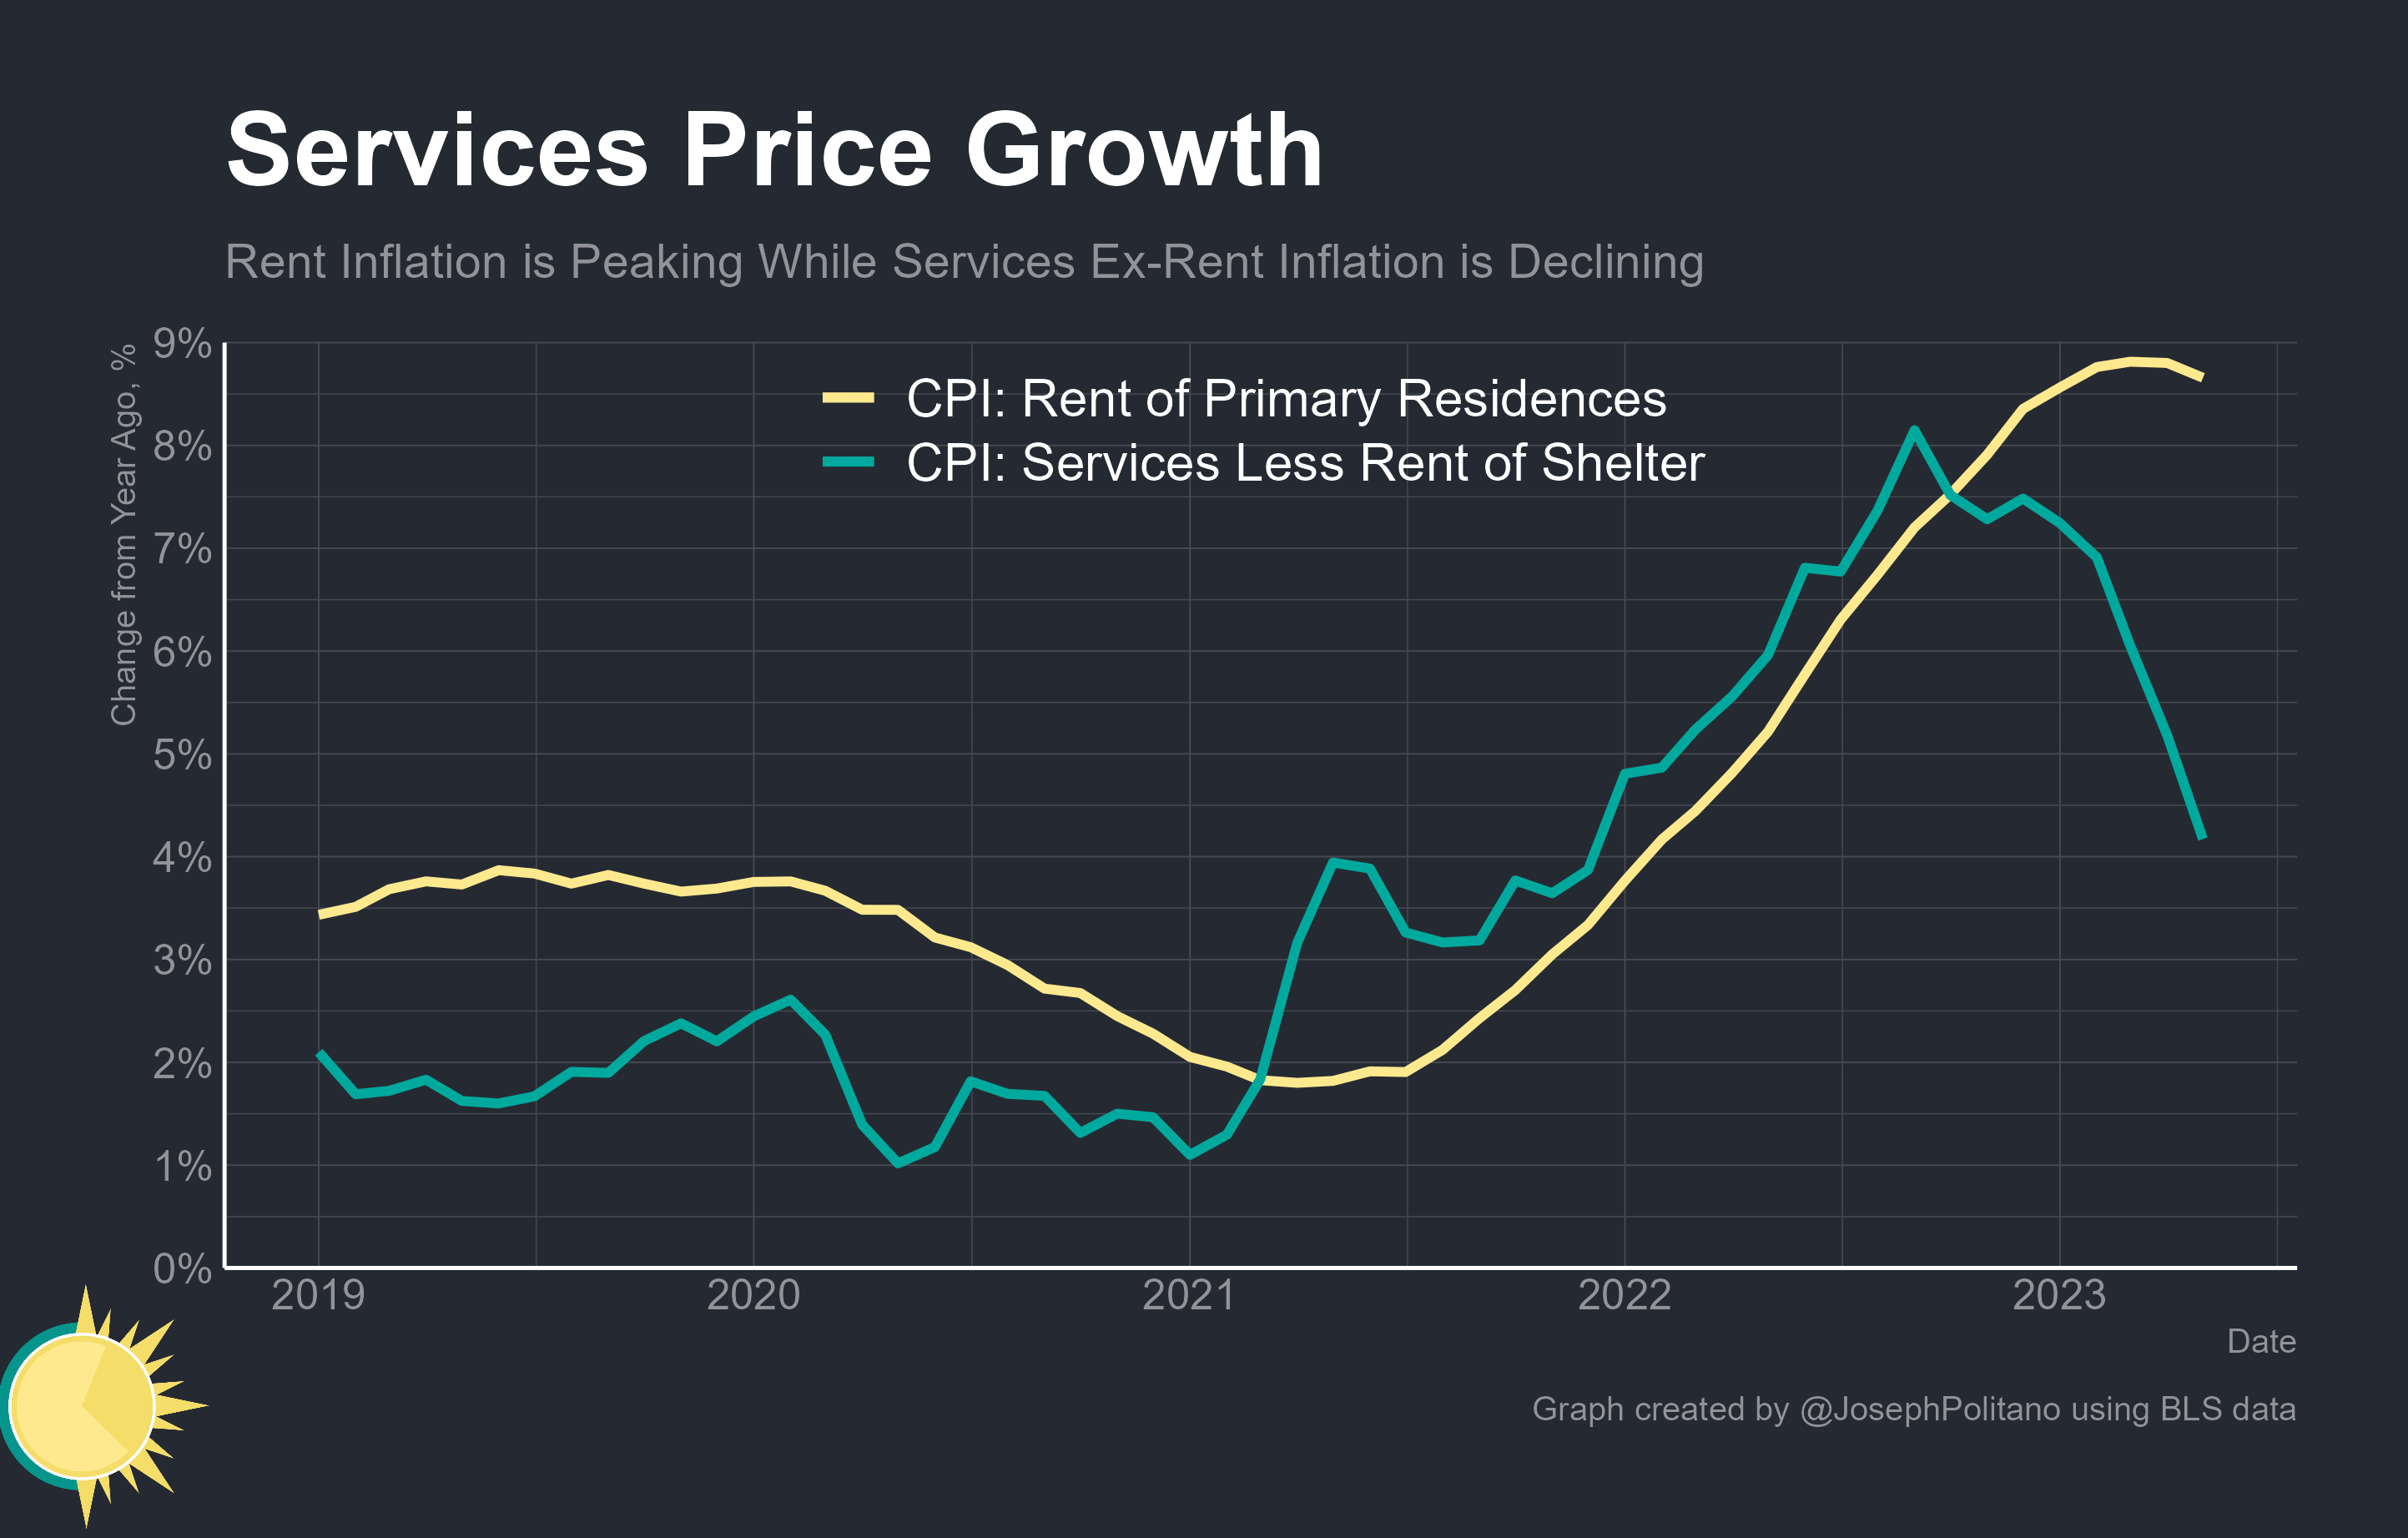 Services Price Growth
Rent Inflation is Peaking While Services Ex-Rent Inflation is Declining
Change from Year Ago, %
9%
8%
7%
6%
5%
4%
3%
2%
1%
0%
CPI: Rent of Primary Residences
CPI: Services Less Rent of Shelter
2019 2020 2021 2022 2023
Date
Graph created by @JosephPolitano using BLS data